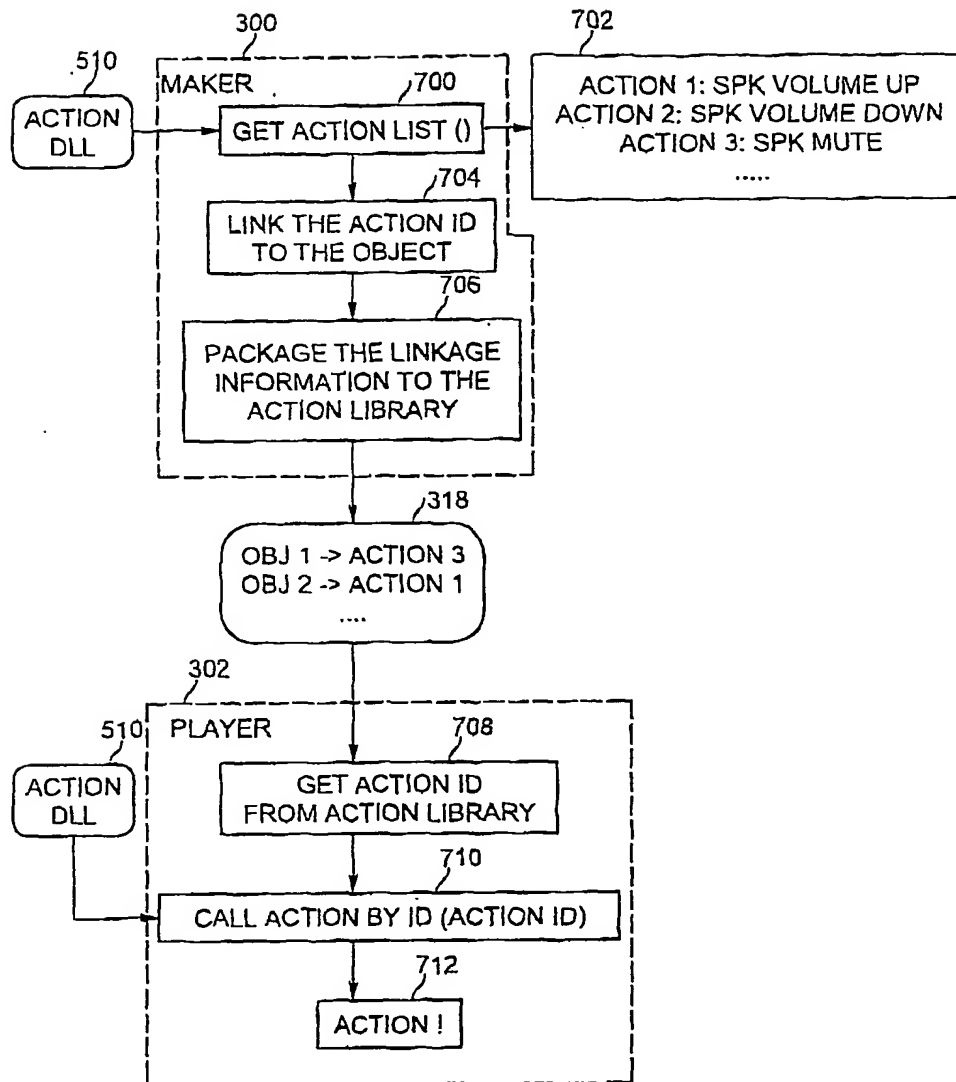 300
702
510
MAKER
700
ACTION
DLL
GET ACTION LIST ()
ACTION 1: SPK VOLUME UP
ACTION 2: SPK VOLUME DOWN
ACTION 3: SPK MUTE
.....
704
LINK THE ACTION ID
TO THE OBJECT
706
PACKAGE THE LINKAGE
INFORMATION TO THE
ACTION LIBRARY
318
OBJ 1 -> ACTION 3
OBJ 2 -> ACTION 1
....
302
510
PLAYER
708
ACTION
DLL
GET ACTION ID
FROM ACTION LIBRARY
710
CALL ACTION BY ID (ACTION ID)
712
ACTION !